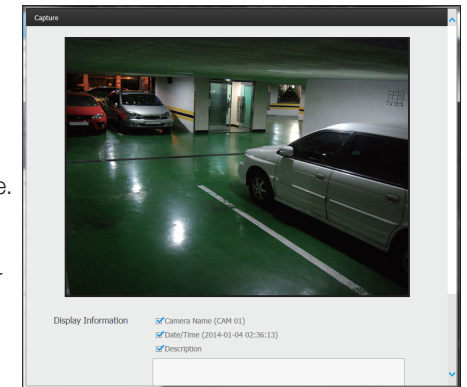 Capture
e.
Display Information
Camera Name (CAM 01)
Date/Time (2014-01-04 02:36:13)
Description